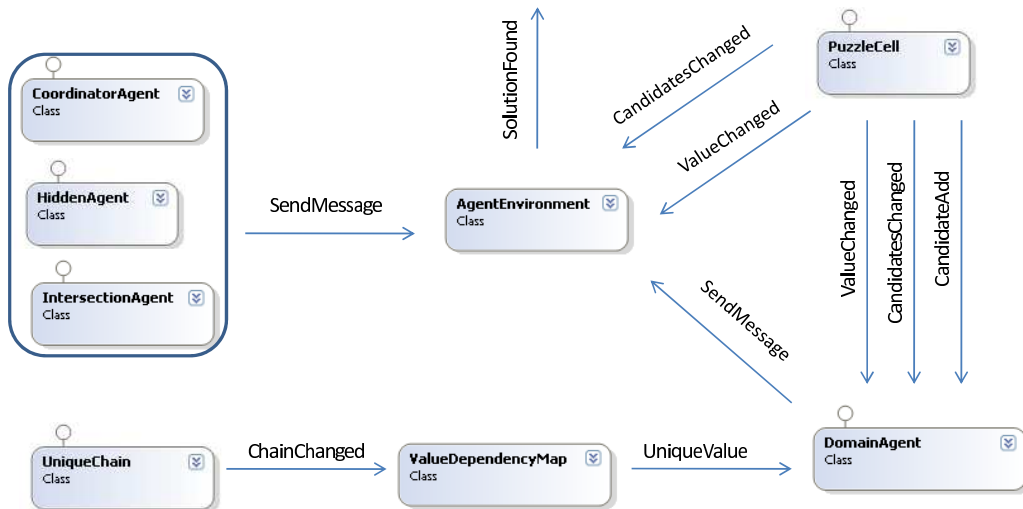 CoordinatorAgent
Class
HiddenAgent
Class
IntersectionAgent
Class
SendMessage
SolutionFound
AgentEnvironment
Class
CandidatesChanged
ValueChanged
PuzzleCell
Class
ValueChanged
CandidatesChanged
CandidateAdd
SendMessage
UniqueChain
Class
ChainChanged
ValueDependencyMap
Class
UniqueValue
DomainAgent
Class